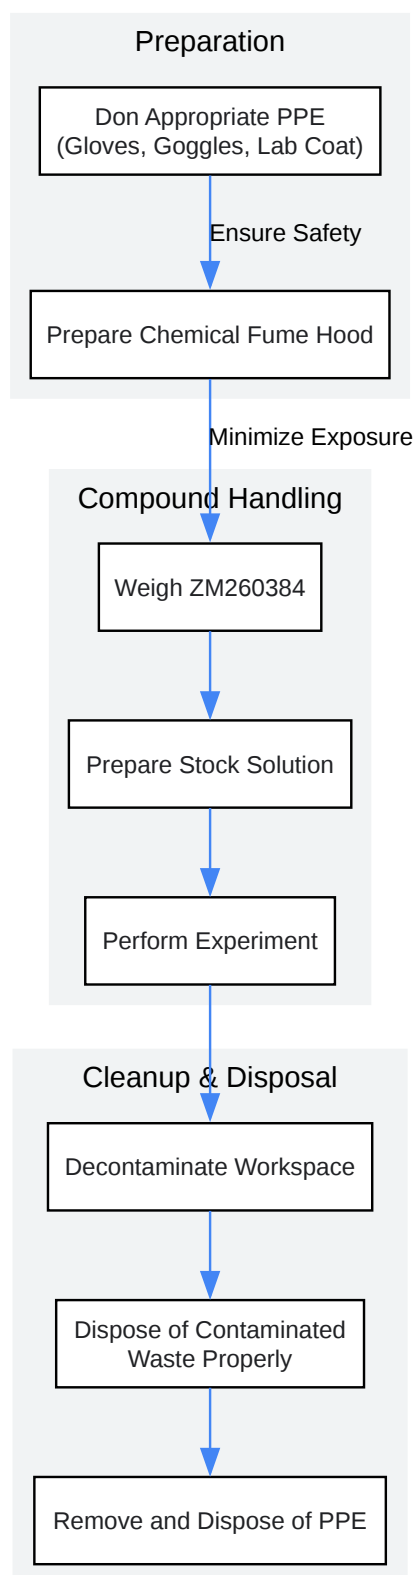 Preparation
Don Appropriate PPE
(Gloves, Goggles, Lab Coat)
Ensure Safety
Prepare Chemical Fume Hood
Minimize Exposure
Compound Handling
Weigh ZM260384
Prepare Stock Solution
Perform Experiment
Cleanup & Disposal
Decontaminate Workspace
Dispose of Contaminated
Waste Properly
Remove and Dispose of PPE